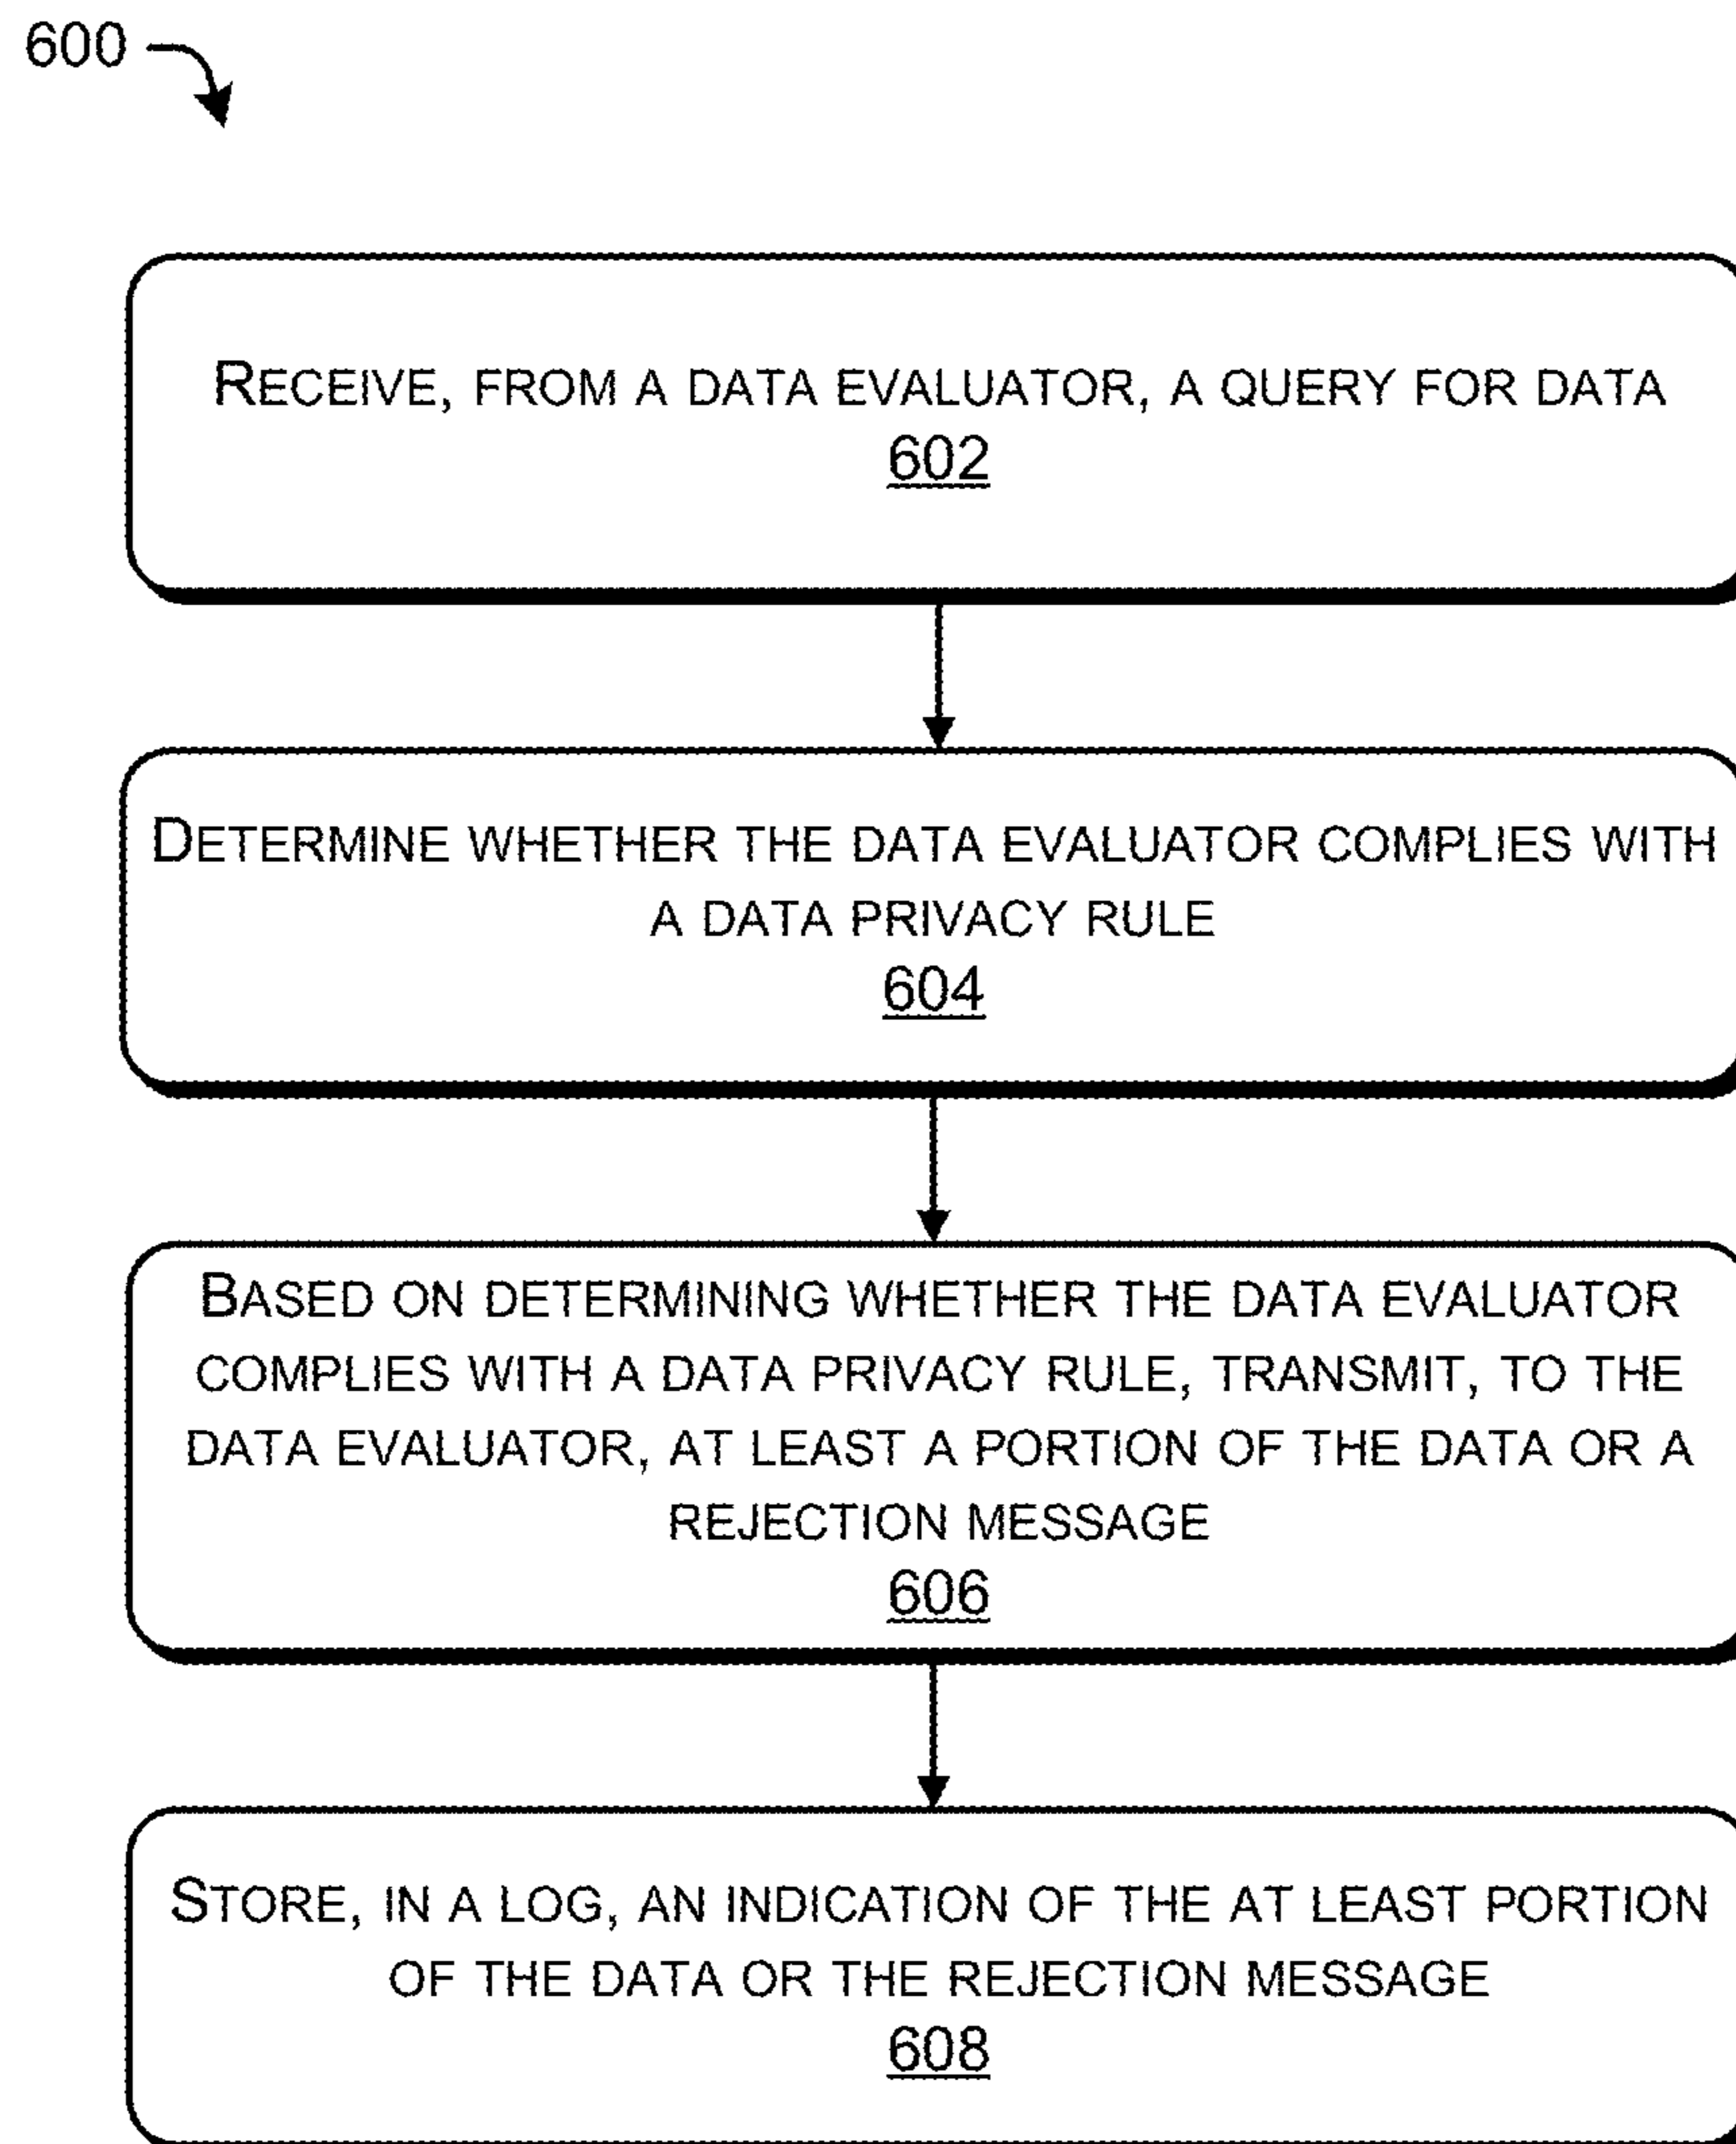 600
RECEIVE, FROM A DATA EVALUATOR, A QUERY FOR DATA
602
DETERMINE WHETHER THE DATA EVALUATOR COMPLIES WITH
A DATA PRIVACY RULE
604
BASED ON DETERMINING WHETHER THE DATA EVALUATOR
COMPLIES WITH A DATA PRIVACY RULE, TRANSMIT, TO THE
DATA EVALUATOR, AT LEAST A PORTION OF THE DATA OR A
REJECTION MESSAGE
606
STORE, IN A LOG, AN INDICATION OF THE AT LEAST PORTION
OF THE DATA OR THE REJECTION MESSAGE
608